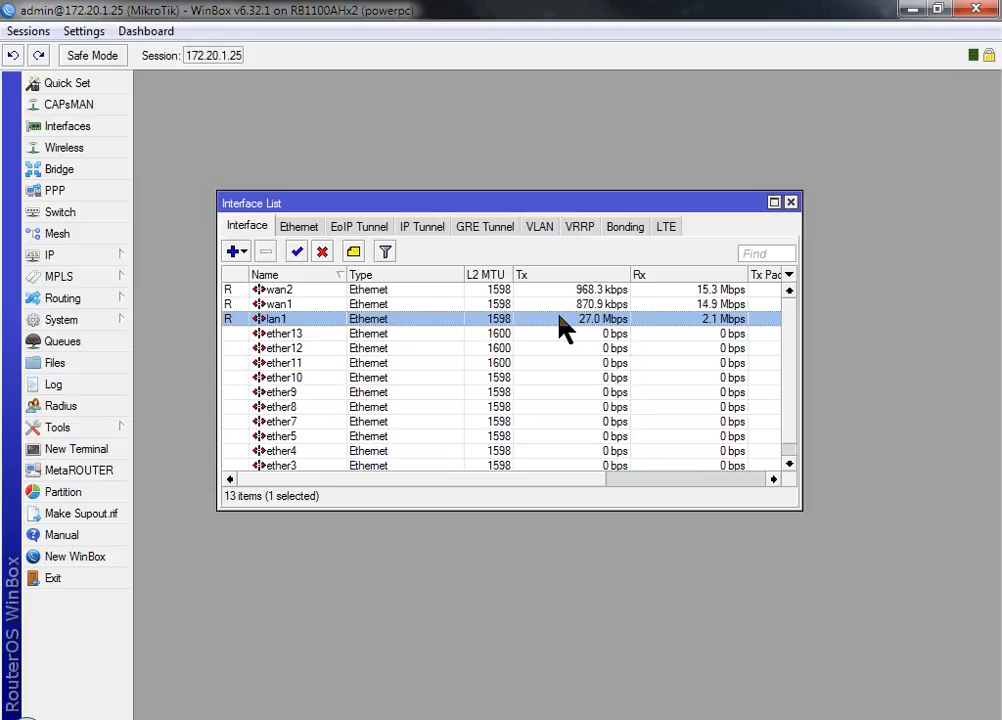 admin@172.20.1.25 (MikroTik) - WinBox v6.32.1 on RB1100AHx2 (powerpc)
Sessions Settings Dashboard
Safe Mode Session: 172.20.1.25
Quick Set
CAPsMAN
Interfaces
Wireless
Bridge
PPP
Switch
Mesh
IP
MPLS
Routing
System
Queues
Files
Log
Radius
Tools
New Terminal
MetaROUTER
Partition
Make Supout.rif
Manual
New WinBox
Exit
RouterOS WinBox
Interface List
Interface Ethernet EoIP Tunnel IP Tunnel GRE Tunnel VLAN VRRP Bonding LTE
Find
Name Type L2 MTU Tx Rx Tx Pac
R wan2 Ethernet 1598 968.3 kbps 15.3 Mbps
R wan1 Ethernet 1598 870.9 kbps 14.9 Mbps
R lan1 Ethernet 1598 27.0 Mbps 2.1 Mbps
ether13 Ethernet 1600 0 bps 0 bps
ether12 Ethernet 1600 0 bps 0 bps
ether11 Ethernet 1600 0 bps 0 bps
ether10 Ethernet 1598 0 bps 0 bps
ether9 Ethernet 1598 0 bps 0 bps
ether8 Ethernet 1598 0 bps 0 bps
ether7 Ethernet 1598 0 bps 0 bps
ether5 Ethernet 1598 0 bps 0 bps
ether4 Ethernet 1598 0 bps 0 bps
ether3 Ethernet 1598 0 bps 0 bps
13 items (1 selected)